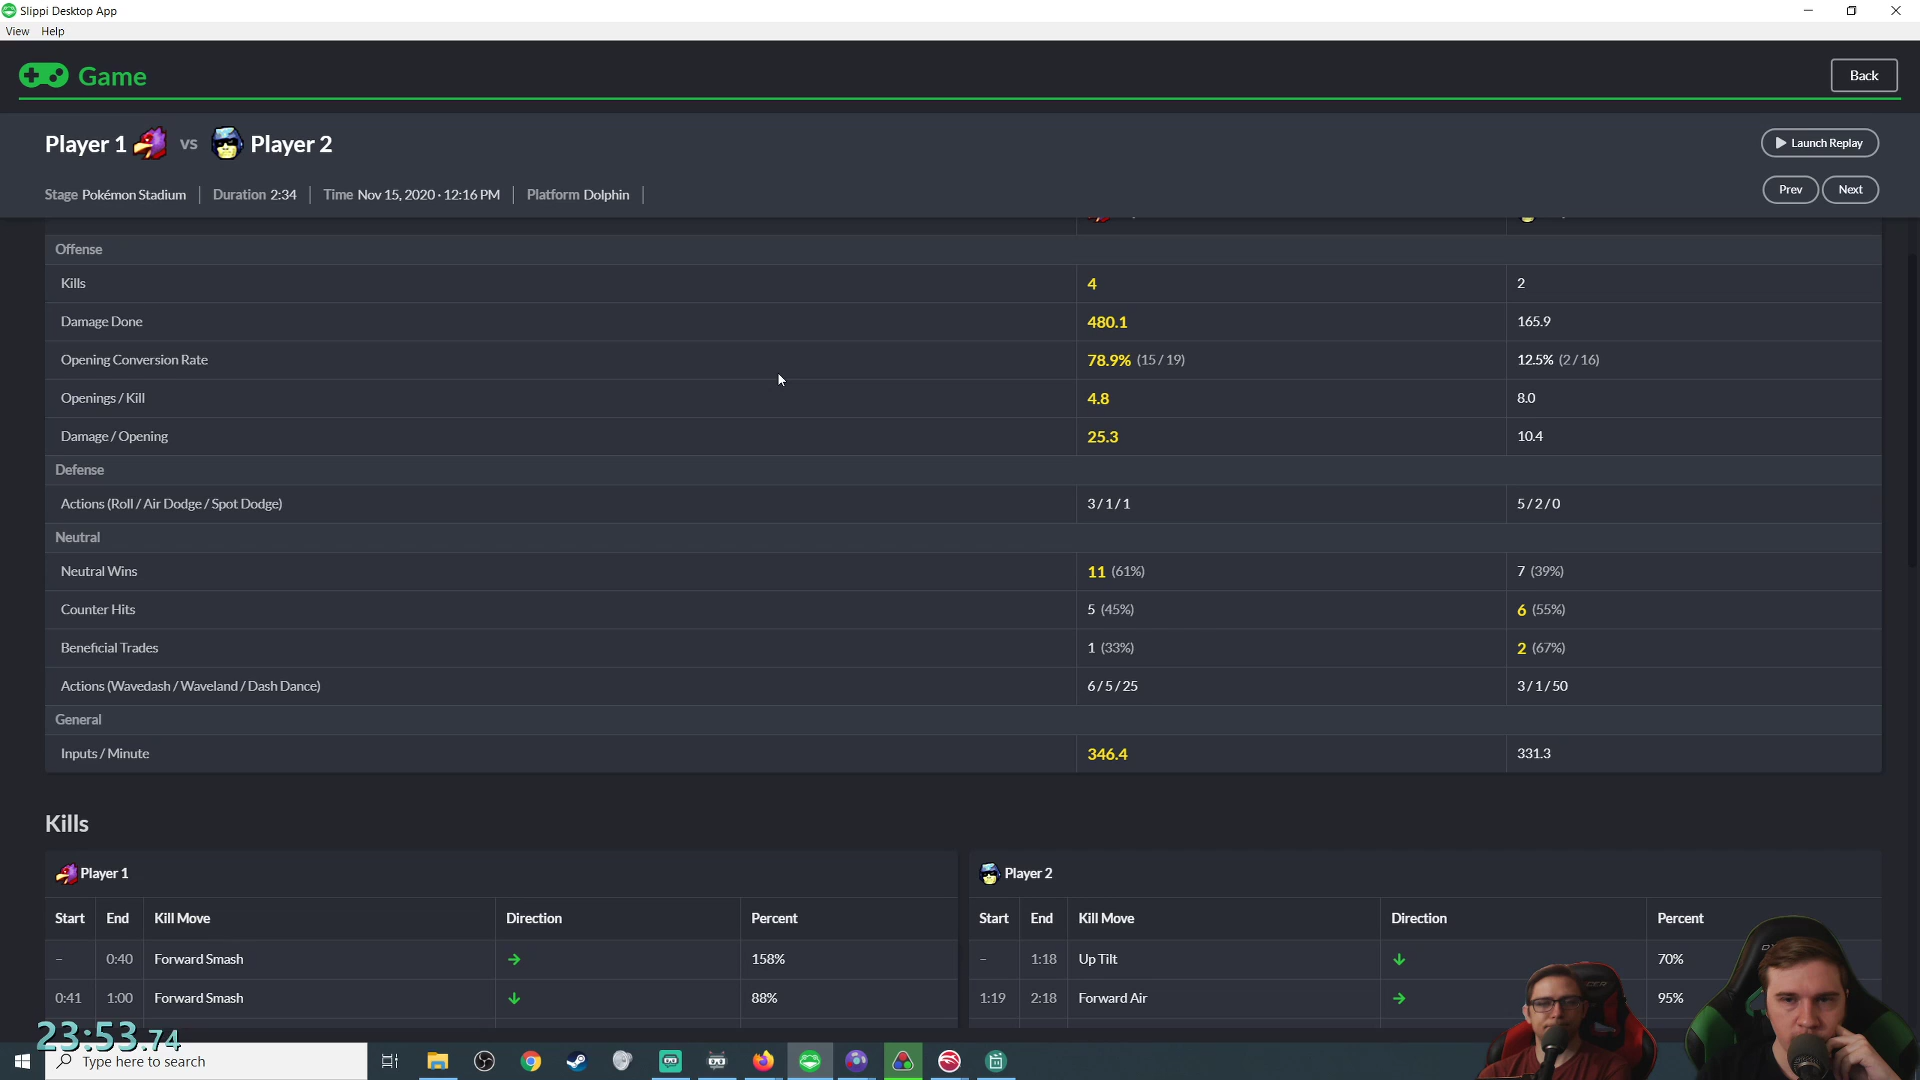 Slippi Desktop App
View Help
Game
Back
Player 1 vs Player 2
Launch Replay
Stage Pokémon Stadium Duration 2:34 Time Nov 15, 2020 · 12:16 PM Platform Dolphin
Prev Next
Offense
Kills 4 2
Damage Done 480.1 165.9
Opening Conversion Rate 78.9% (15 / 19) 12.5% (2 / 16)
Openings / Kill 4.8 8.0
Damage / Opening 25.3 10.4
Defense
Actions (Roll / Air Dodge / Spot Dodge) 3 / 1 / 1 5 / 2 / 0
Neutral
Neutral Wins 11 (61%) 7 (39%)
Counter Hits 5 (45%) 6 (55%)
Beneficial Trades 1 (33%) 2 (67%)
Actions (Wavedash / Waveland / Dash Dance) 6 / 5 / 25 3 / 1 / 50
General
Inputs / Minute 346.4 331.3
Kills
Player 1 Player 2
Start End Kill Move Direction Percent Start End Kill Move Direction Percent
– 0:40 Forward Smash → 158% – 1:18 Up Tilt ↓ 70%
0:41 1:00 Forward Smash ↓ 88% 1:19 2:18 Forward Air → 95%
23:53.74
Type here to search